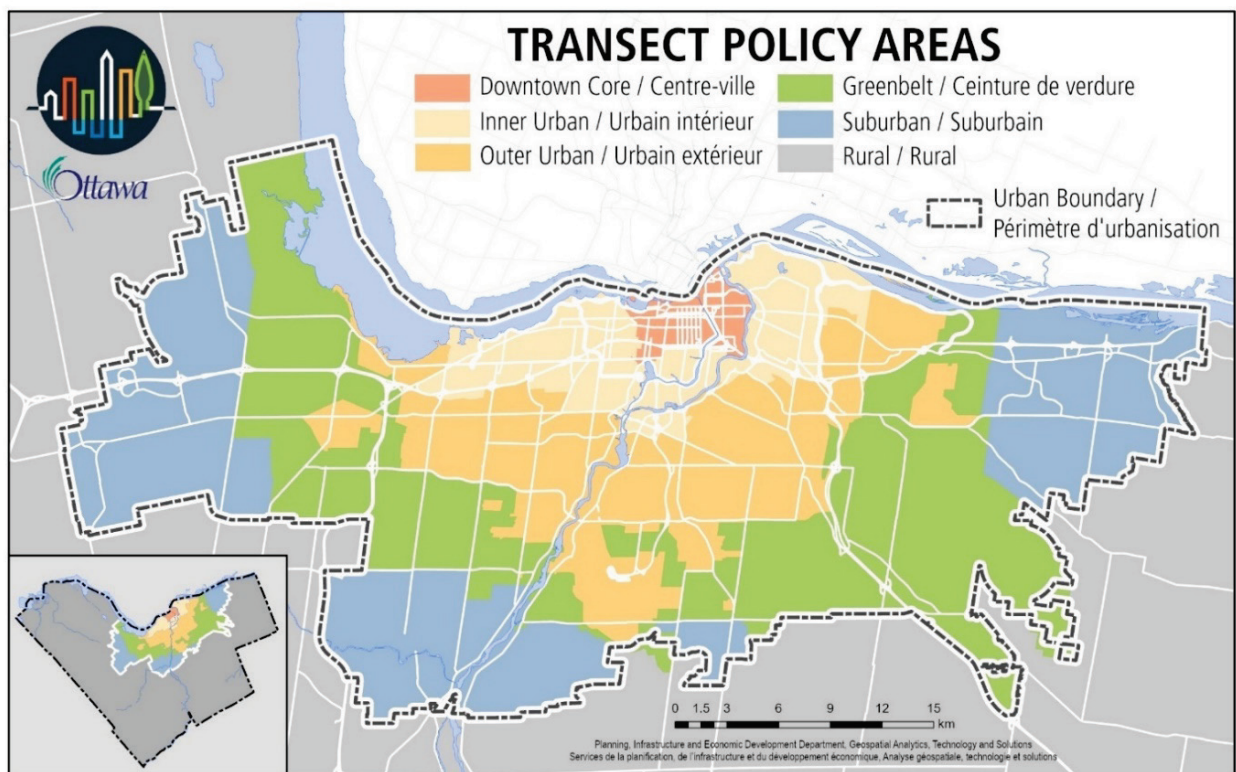 TRANSECT POLICY AREAS
Downtown Core / Centre-ville
Inner Urban / Urbain intérieur
Outer Urban / Urbain extérieur
Greenbelt / Ceinture de verdure
Suburban / Suburbain
Rural / Rural
Urban Boundary /
Périmètre d'urbanisation
Ottawa
0 1.5 3 6 9 12 15
km
Planning, Infrastructure and Economic Development Department, Geospatial Analytics, Technology and Solutions
Services de la planification, de l'infrastructure et du développement économique, Analyse géospatiale, technologie et solutions